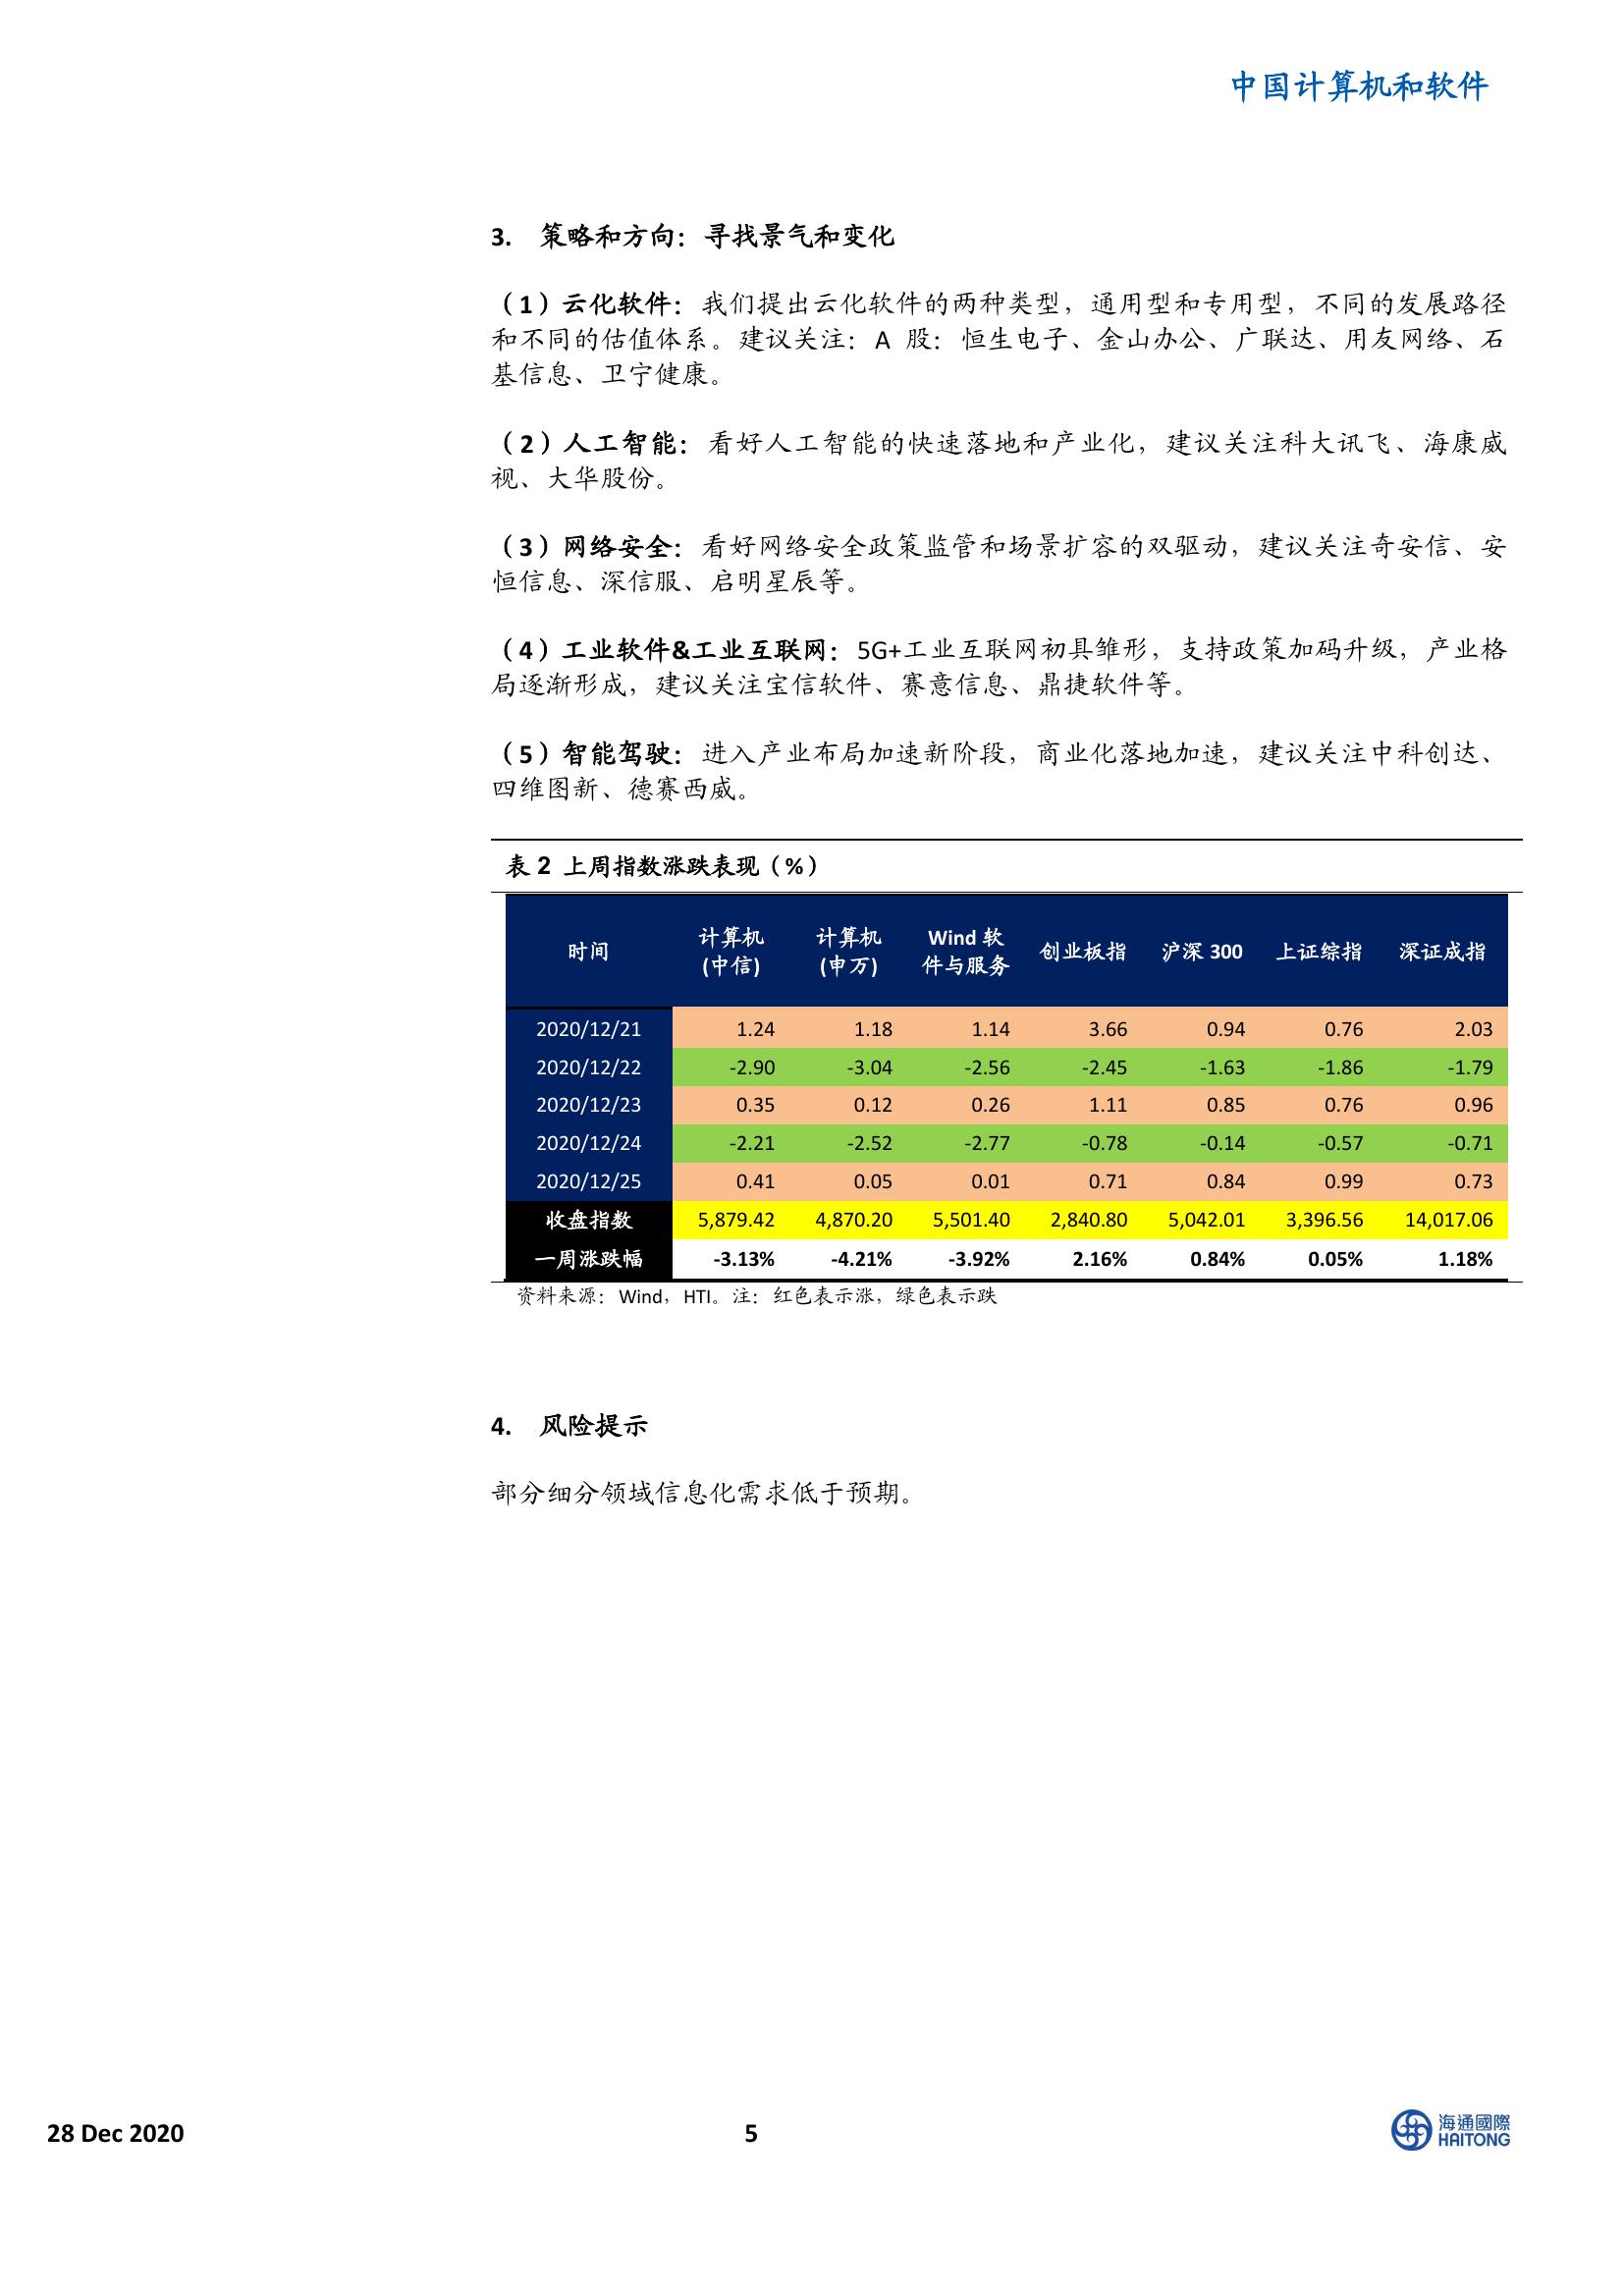 中国计算机和软件
3. 策略和方向：寻找景气和变化
（1）云化软件：我们提出云化软件的两种类型，通用型和专用型，不同的发展路径
和不同的估值体系。建议关注：A 股：恒生电子、金山办公、广联达、用友网络、石
基信息、卫宁健康。
（2）人工智能：看好人工智能的快速落地和产业化，建议关注科大讯飞、海康威
视、大华股份。
（3）网络安全：看好网络安全政策监管和场景扩容的双驱动，建议关注奇安信、安
恒信息、深信服、启明星辰等。
（4）工业软件&工业互联网：5G+工业互联网初具雏形，支持政策加码升级，产业格
局逐渐形成，建议关注宝信软件、赛意信息、鼎捷软件等。
（5）智能驾驶：进入产业布局加速新阶段，商业化落地加速，建议关注中科创达、
四维图新、德赛西威。
表 2 上周指数涨跌表现（%）
时间 计算机(中信) 计算机(申万) Wind 软件与服务 创业板指 沪深 300 上证综指 深证成指
2020/12/21 1.24 1.18 1.14 3.66 0.94 0.76 2.03
2020/12/22 -2.90 -3.04 -2.56 -2.45 -1.63 -1.86 -1.79
2020/12/23 0.35 0.12 0.26 1.11 0.85 0.76 0.96
2020/12/24 -2.21 -2.52 -2.77 -0.78 -0.14 -0.57 -0.71
2020/12/25 0.41 0.05 0.01 0.71 0.84 0.99 0.73
收盘指数 5,879.42 4,870.20 5,501.40 2,840.80 5,042.01 3,396.56 14,017.06
一周涨跌幅 -3.13% -4.21% -3.92% 2.16% 0.84% 0.05% 1.18%
资料来源：Wind，HTI。注：红色表示涨，绿色表示跌
4. 风险提示
部分细分领域信息化需求低于预期。
28 Dec 2020
5
海通國際
HAITONG